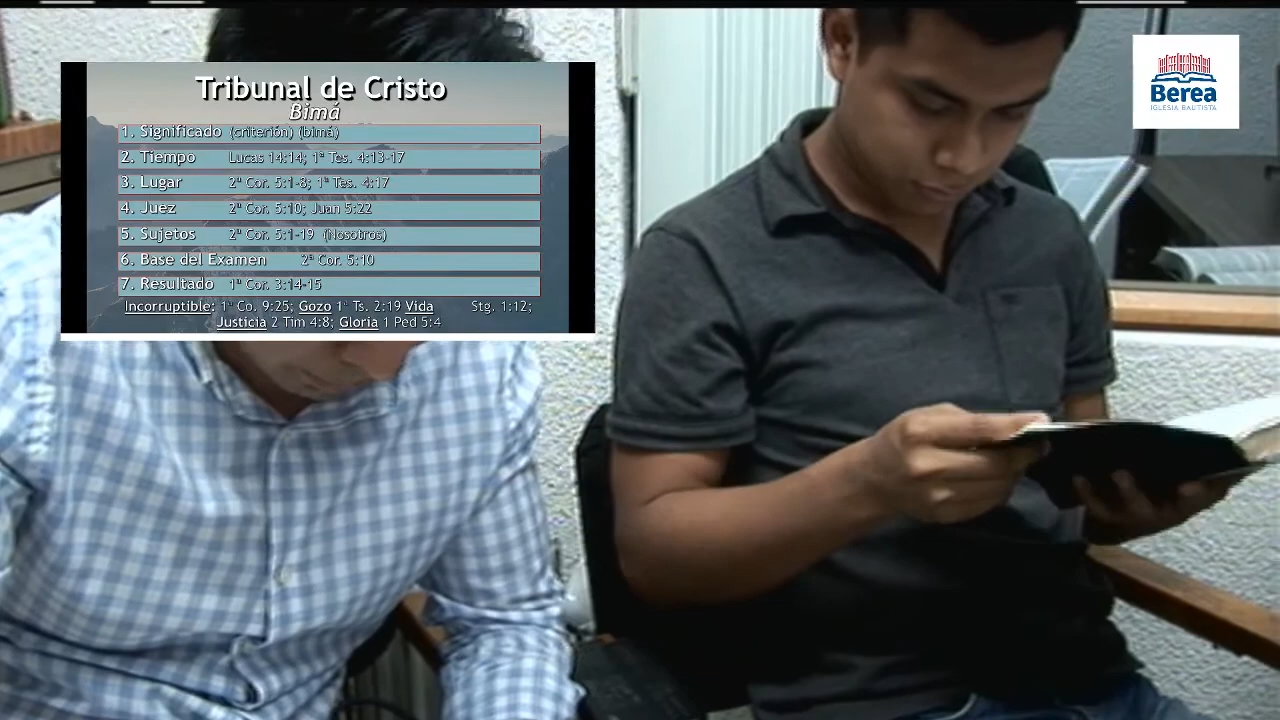 Tribunal de Cristo
Bimá
1. Significado (criterión) (bimá)
2. Tiempo Lucas 14:14; 1ª Tes. 4:13-17
3. Lugar 2ª Cor. 5:1-8; 1ª Tes. 4:17
4. Juez 2ª Cor. 5:10; Juan 5:22
5. Sujetos 2ª Cor. 5:1-19 (Nosotros)
6. Base del Examen 2ª Cor. 5:10
7. Resultado 1ª Cor. 3:14-15
Incorruptible: 1ª Co. 9:25; Gozo 1ª Ts. 2:19 Vida Stg. 1:12;
Justicia 2 Tim 4:8; Gloria 1 Ped 5:4
Berea
IGLESIA BAUTISTA